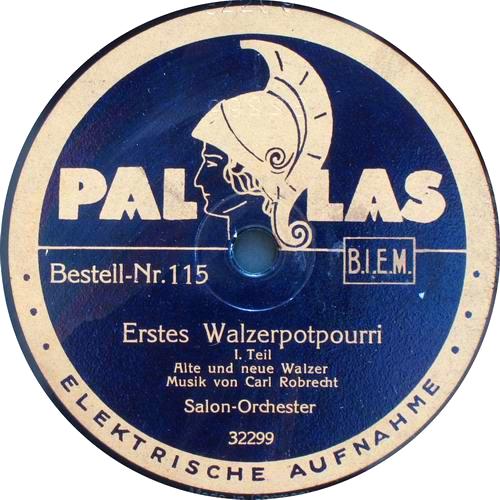 PALLAS
Bestell-Nr. 115
B.I.E.M.
Erstes Walzerpotpourri
I. Teil
Alte und neue Walzer
Musik von Carl Robrecht
Salon-Orchester
32299
ELEKTRISCHE AUFNAHME